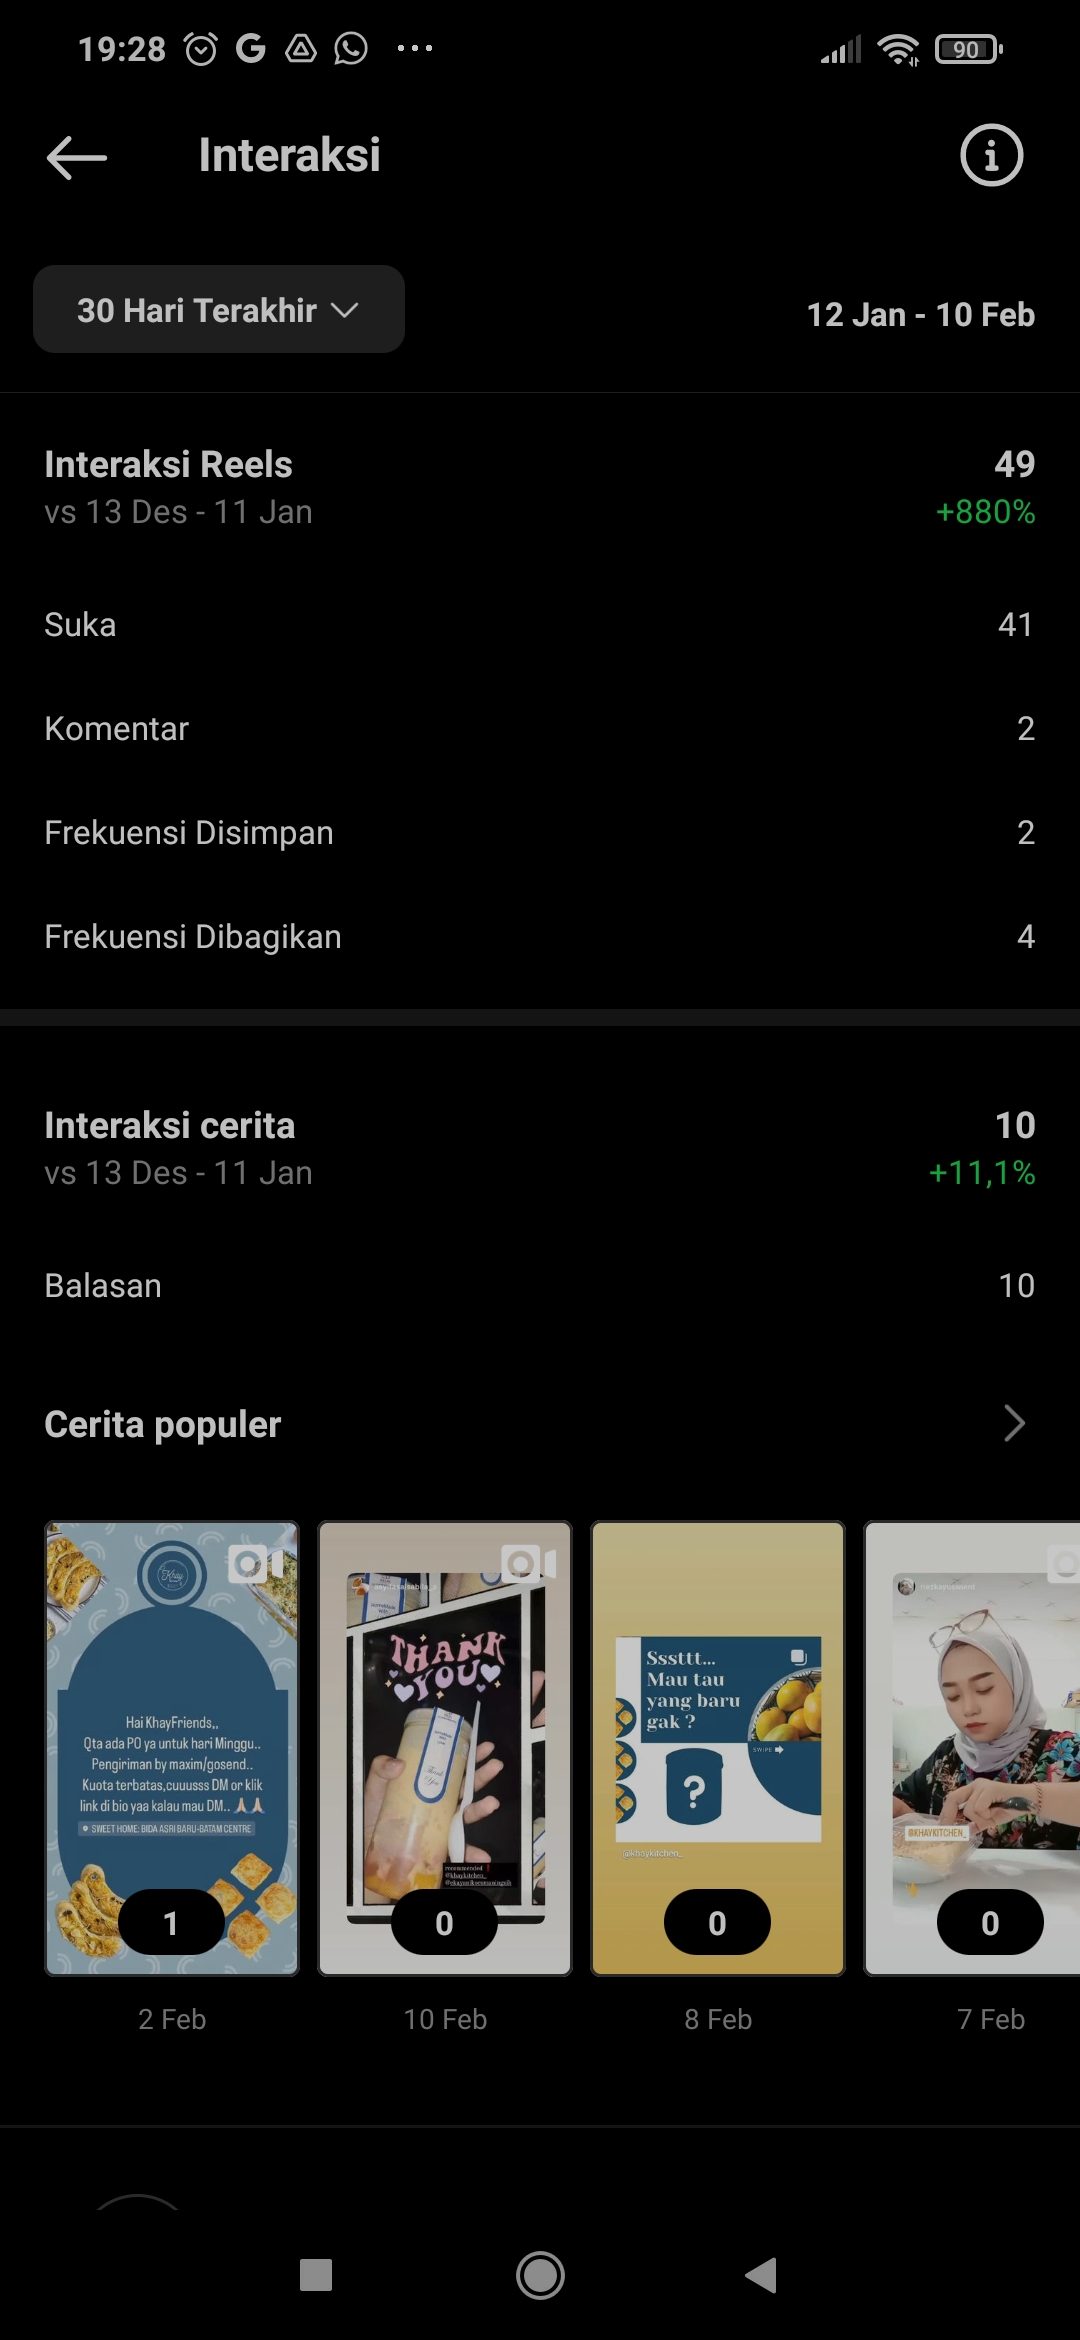 19:28
90
Interaksi
30 Hari Terakhir
12 Jan - 10 Feb
Interaksi Reels
49
vs 13 Des - 11 Jan
+880%
Suka
41
Komentar
2
Frekuensi Disimpan
2
Frekuensi Dibagikan
4
Interaksi cerita
10
vs 13 Des - 11 Jan
+11,1%
Balasan
10
Cerita populer
Khay
Hai KhayFriends,,
Qta ada PO ya untuk hari Minggu..
Pengiriman by maxim/gosend..
Kuota terbatas,cuuusss DM or klik
link di bio yaa kalau mau DM.. 🙏🙏
SWEET HOME: BIDA ASRI BARU-BATAM CENTRE
1
2 Feb
THANK
YOU
Thank
You
recommended
@khaykitchen_
0
10 Feb
Sssttt...
Mau tau
yang baru
gak ?
SWIPE
?
@khaykitchen_
0
8 Feb
@KHAYKITCHEN_
0
7 Feb